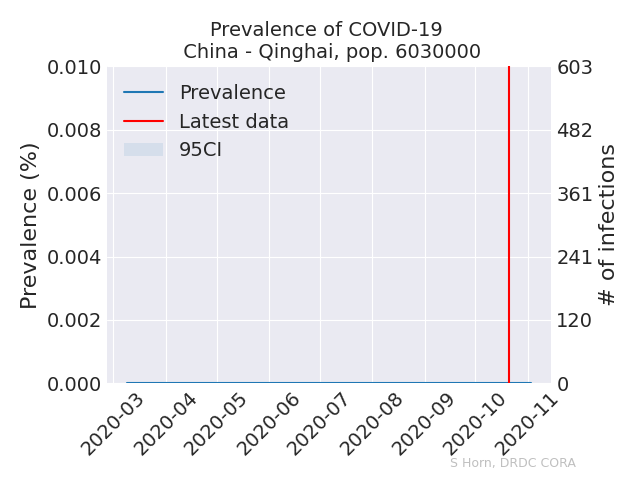 Prevalence of COVID-19
China - Qinghai, pop. 6030000
Prevalence
Latest data
95CI
Prevalence (%)
0.010
0.008
0.006
0.004
0.002
0.000
603
482
361
241
120
0
# of infections
2020-03
2020-04
2020-05
2020-06
2020-07
2020-08
2020-09
2020-10
2020-11
S Horn, DRDC CORA